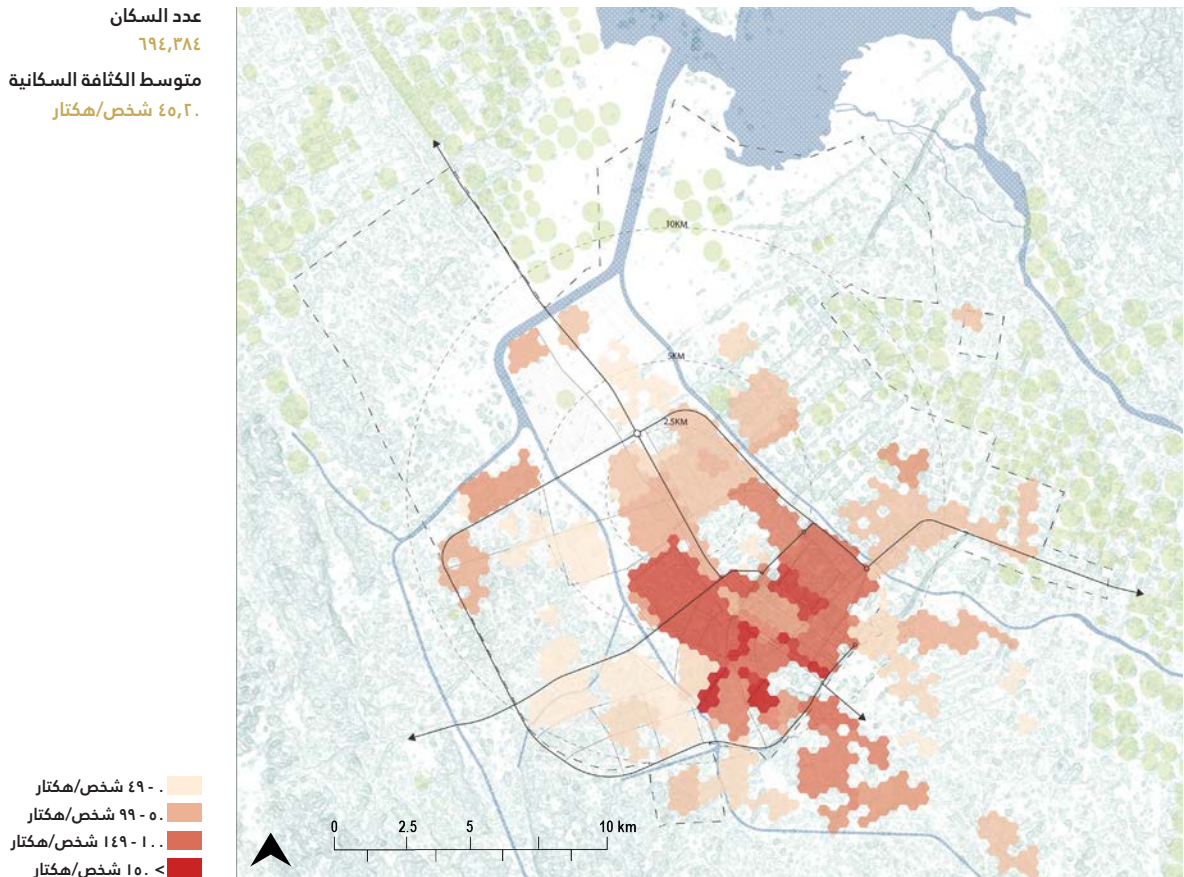 عدد السكان
٦٩٤,٣٨٤
متوسط الكثافة السكانية
٤٥,٢٠ شخص/هكتار
10KM
5KM
2.5KM
٠ - ٤٩ شخص/هكتار
٥٠ - ٩٩ شخص/هكتار
١٠٠ - ١٤٩ شخص/هكتار
> ١٥٠ شخص/هكتار
0 2.5 5 10 km